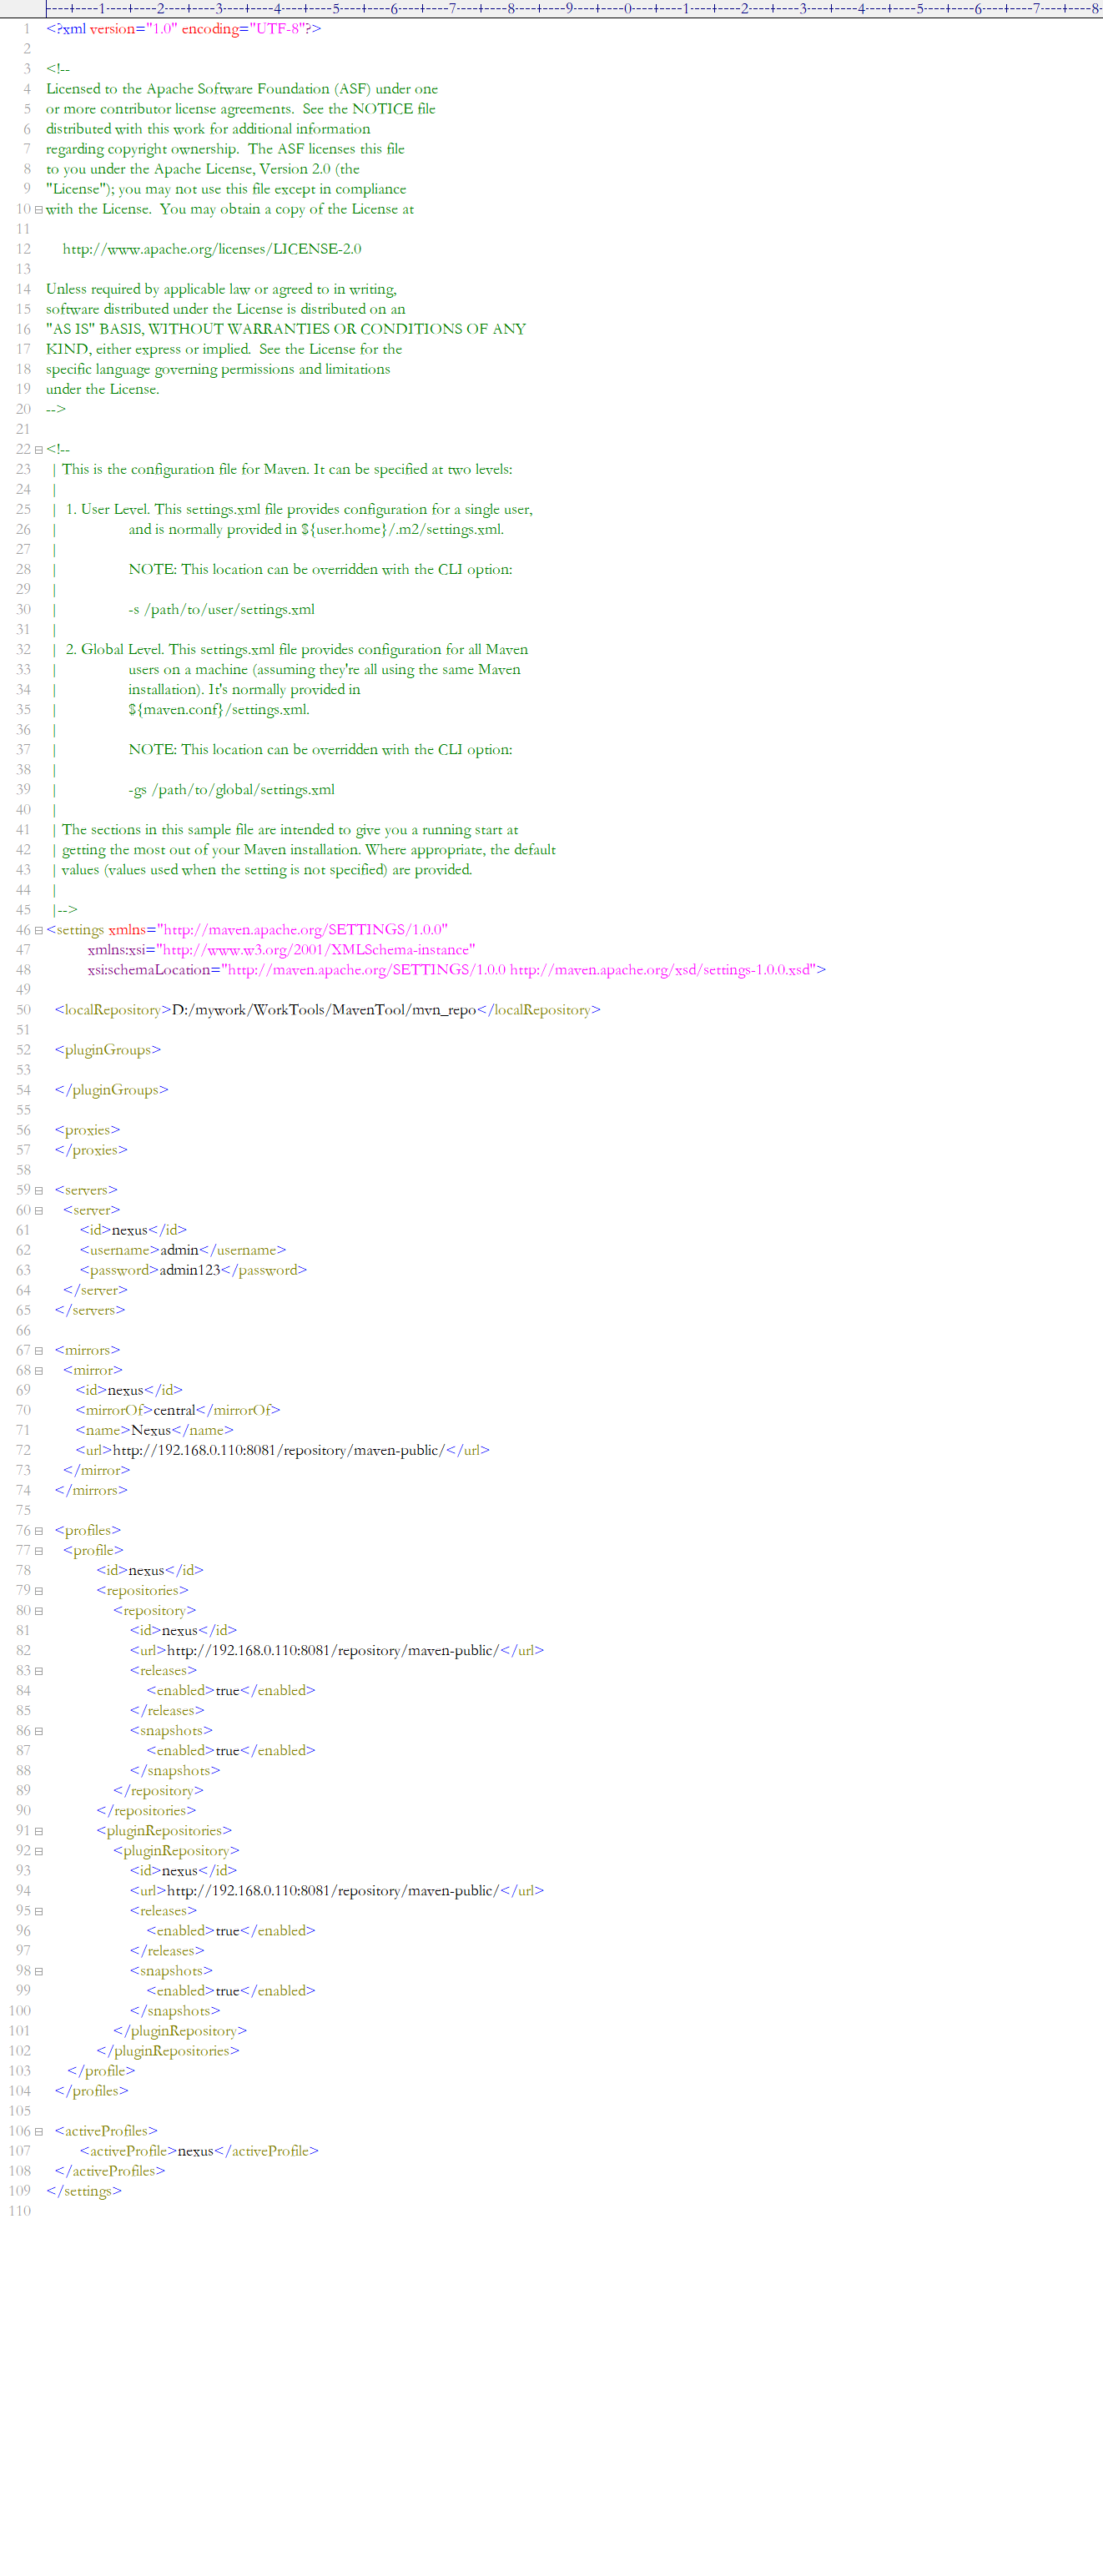 ----+----1----+----2----+----3----+----4----+----5----+----6----+----7----+----8----+----9----+----0----+----1----+----2----+----3----+----4----+----5----+----6----+----7----+----8-
1 <?xml version="1.0" encoding="UTF-8"?>
2
3 <!--
4 Licensed to the Apache Software Foundation (ASF) under one
5 or more contributor license agreements.  See the NOTICE file
6 distributed with this work for additional information
7 regarding copyright ownership.  The ASF licenses this file
8 to you under the Apache License, Version 2.0 (the
9 "License"); you may not use this file except in compliance
10 with the License.  You may obtain a copy of the License at
11
12     http://www.apache.org/licenses/LICENSE-2.0
13
14 Unless required by applicable law or agreed to in writing,
15 software distributed under the License is distributed on an
16 "AS IS" BASIS, WITHOUT WARRANTIES OR CONDITIONS OF ANY
17 KIND, either express or implied.  See the License for the
18 specific language governing permissions and limitations
19 under the License.
20 -->
21
22 <!--
23  | This is the configuration file for Maven. It can be specified at two levels:
24  |
25  |  1. User Level. This settings.xml file provides configuration for a single user,
26  |                 and is normally provided in ${user.home}/.m2/settings.xml.
27  |
28  |                 NOTE: This location can be overridden with the CLI option:
29  |
30  |                 -s /path/to/user/settings.xml
31  |
32  |  2. Global Level. This settings.xml file provides configuration for all Maven
33  |                 users on a machine (assuming they're all using the same Maven
34  |                 installation). It's normally provided in
35  |                 ${maven.conf}/settings.xml.
36  |
37  |                 NOTE: This location can be overridden with the CLI option:
38  |
39  |                 -gs /path/to/global/settings.xml
40  |
41  | The sections in this sample file are intended to give you a running start at
42  | getting the most out of your Maven installation. Where appropriate, the default
43  | values (values used when the setting is not specified) are provided.
44  |
45  |-->
46 <settings xmlns="http://maven.apache.org/SETTINGS/1.0.0"
47           xmlns:xsi="http://www.w3.org/2001/XMLSchema-instance"
48           xsi:schemaLocation="http://maven.apache.org/SETTINGS/1.0.0 http://maven.apache.org/xsd/settings-1.0.0.xsd">
49
50   <localRepository>D:/mywork/WorkTools/MavenTool/mvn_repo</localRepository>
51
52   <pluginGroups>
53
54   </pluginGroups>
55
56   <proxies>
57   </proxies>
58
59   <servers>
60     <server>
61         <id>nexus</id>
62         <username>admin</username>
63         <password>admin123</password>
64     </server>
65   </servers>
66
67   <mirrors>
68     <mirror>
69        <id>nexus</id>
70        <mirrorOf>central</mirrorOf>
71        <name>Nexus</name>
72        <url>http://192.168.0.110:8081/repository/maven-public/</url>
73     </mirror>
74   </mirrors>
75
76   <profiles>
77     <profile>
78             <id>nexus</id>
79             <repositories>
80                 <repository>
81                     <id>nexus</id>
82                     <url>http://192.168.0.110:8081/repository/maven-public/</url>
83                     <releases>
84                         <enabled>true</enabled>
85                     </releases>
86                     <snapshots>
87                         <enabled>true</enabled>
88                     </snapshots>
89                 </repository>
90             </repositories>
91             <pluginRepositories>
92                 <pluginRepository>
93                     <id>nexus</id>
94                     <url>http://192.168.0.110:8081/repository/maven-public/</url>
95                     <releases>
96                         <enabled>true</enabled>
97                     </releases>
98                     <snapshots>
99                         <enabled>true</enabled>
100                     </snapshots>
101                 </pluginRepository>
102             </pluginRepositories>
103      </profile>
104   </profiles>
105
106   <activeProfiles>
107         <activeProfile>nexus</activeProfile>
108   </activeProfiles>
109 </settings>
110